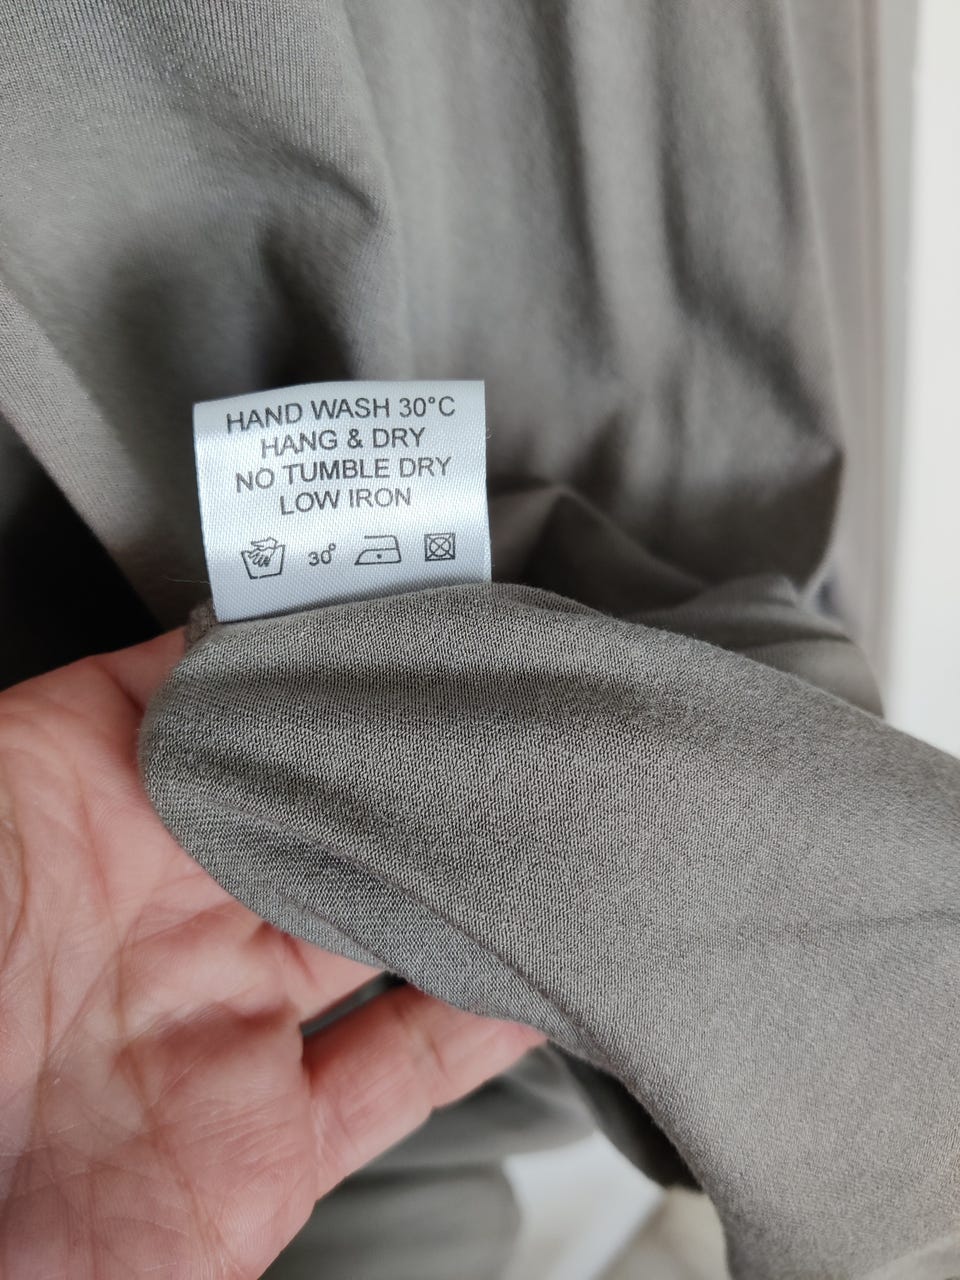 HAND WASH 30°C
HANG & DRY
NO TUMBLE DRY
LOW IRON
30°